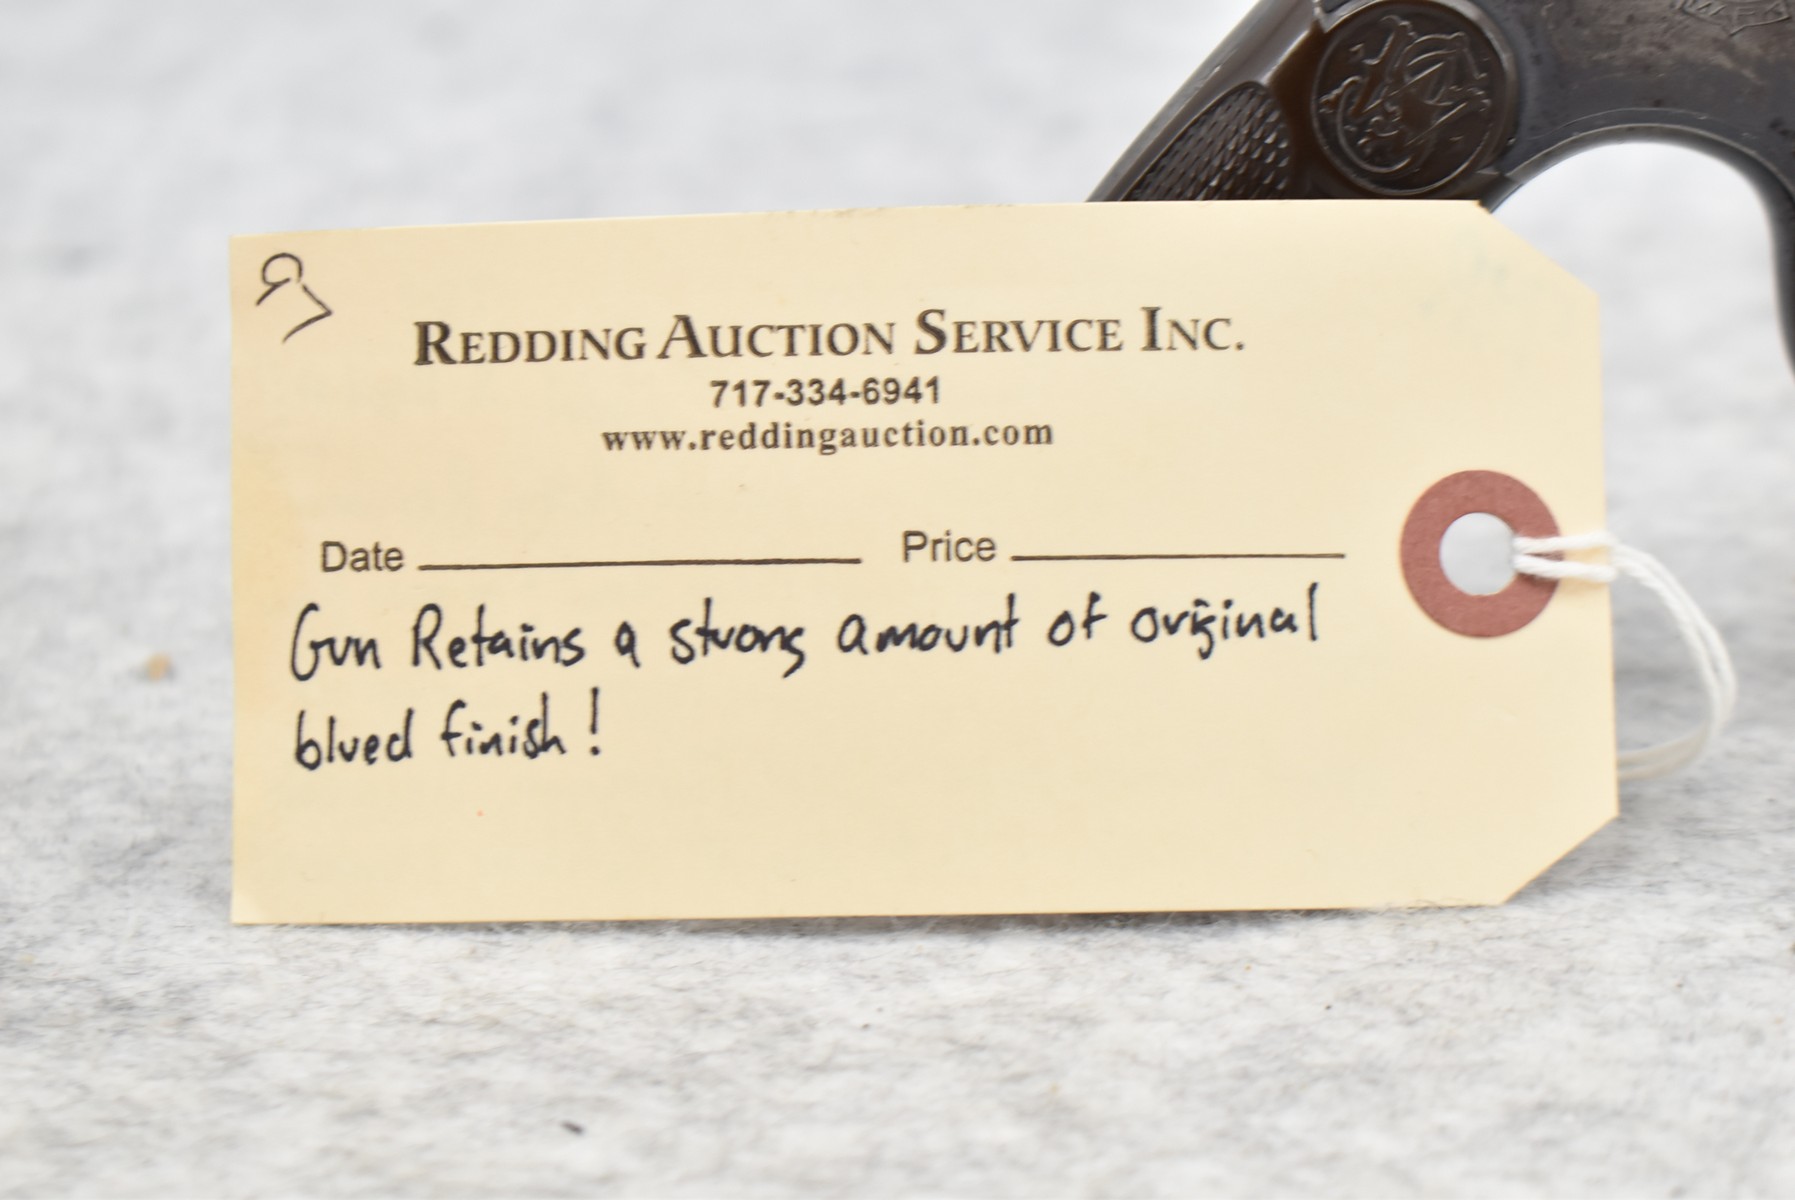 REDDING AUCTION SERVICE INC.
717-334-6941
www.reddingauction.com
Date Price
Gun Retains a strong amount of original
blued finish!